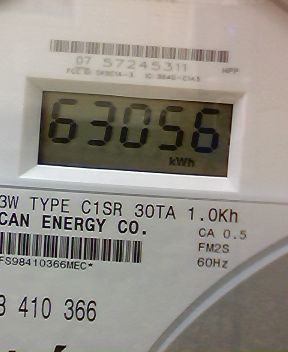 07 57245311
HPP
63056
kWh
3W TYPE C1SR 30TA 1.0Kh
CAN ENERGY CO.
CA 0.5
FM2S
60Hz
FS98410366MEC*
410 366